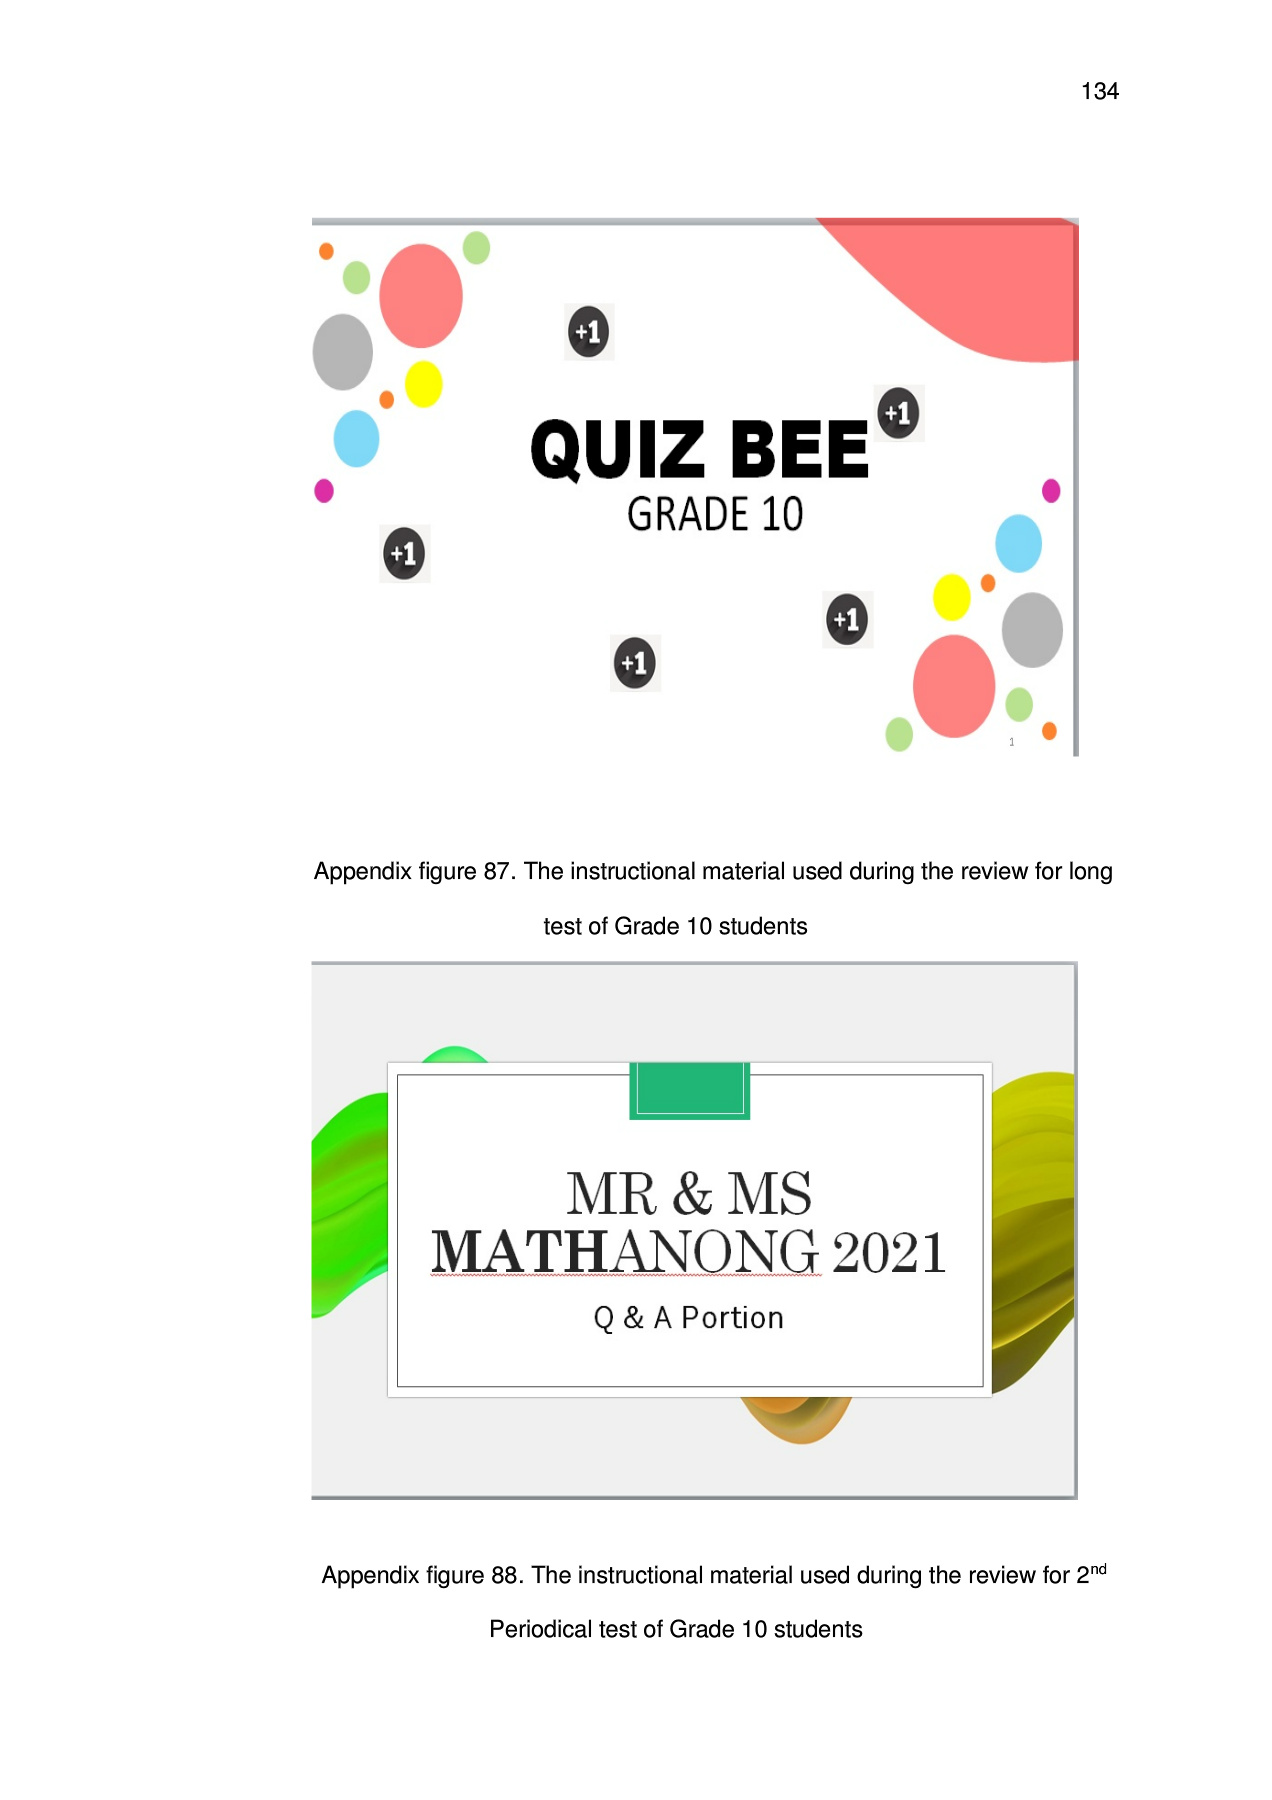 134
+1
+1
QUIZ BEE
GRADE 10
+1
+1
+1
1
Appendix figure 87. The instructional material used during the review for long
test of Grade 10 students
MR & MS
MATHANONG 2021
Q & A Portion
Appendix figure 88. The instructional material used during the review for 2nd
Periodical test of Grade 10 students